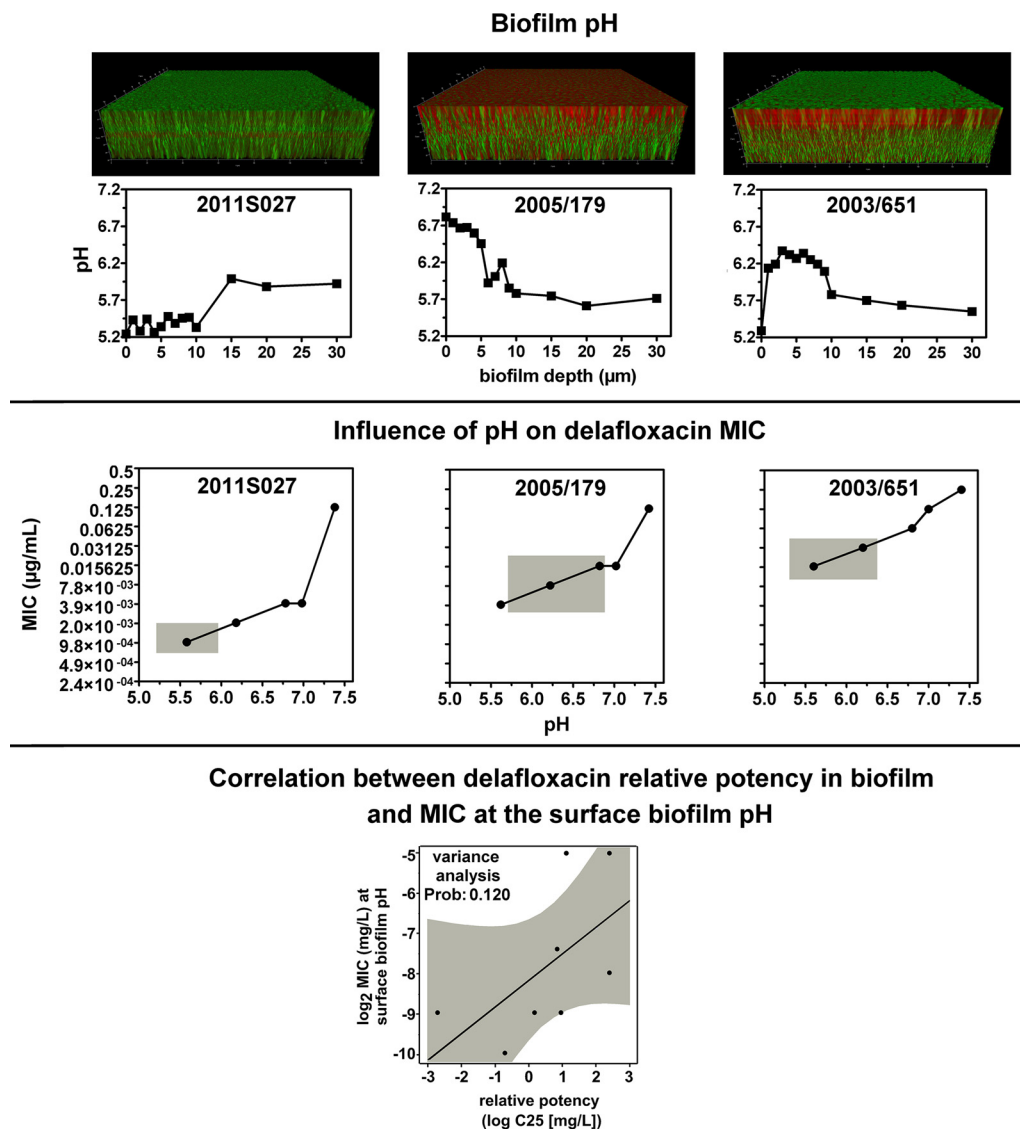 Biofilm pH
2011S027
2005/179
2003/651
pH
7.2
6.7
6.2
5.7
5.2
0 5 10 15 20 25 30
7.2
6.7
6.2
5.7
5.2
0 5 10 15 20 25 30
7.2
6.7
6.2
5.7
5.2
0 5 10 15 20 25 30
biofilm depth (µm)
Influence of pH on delafloxacin MIC
2011S027
2005/179
2003/651
MIC (µg/mL)
0.5
0.25
0.125
0.0625
0.03125
0.015625
7.8×10 -03
3.9×10 -03
2.0×10 -03
9.8×10 -04
4.9×10 -04
2.4×10 -04
5.0 5.5 6.0 6.5 7.0 7.5
5.0 5.5 6.0 6.5 7.0 7.5
5.0 5.5 6.0 6.5 7.0 7.5
pH
Correlation between delafloxacin relative potency in biofilm
and MIC at the surface biofilm pH
variance
analysis
Prob: 0.120
log2 MIC (mg/L) at
surface biofilm pH
-5
-6
-7
-8
-9
-10
-3 -2 -1 0 1 2 3
relative potency
(log C25 [mg/L])